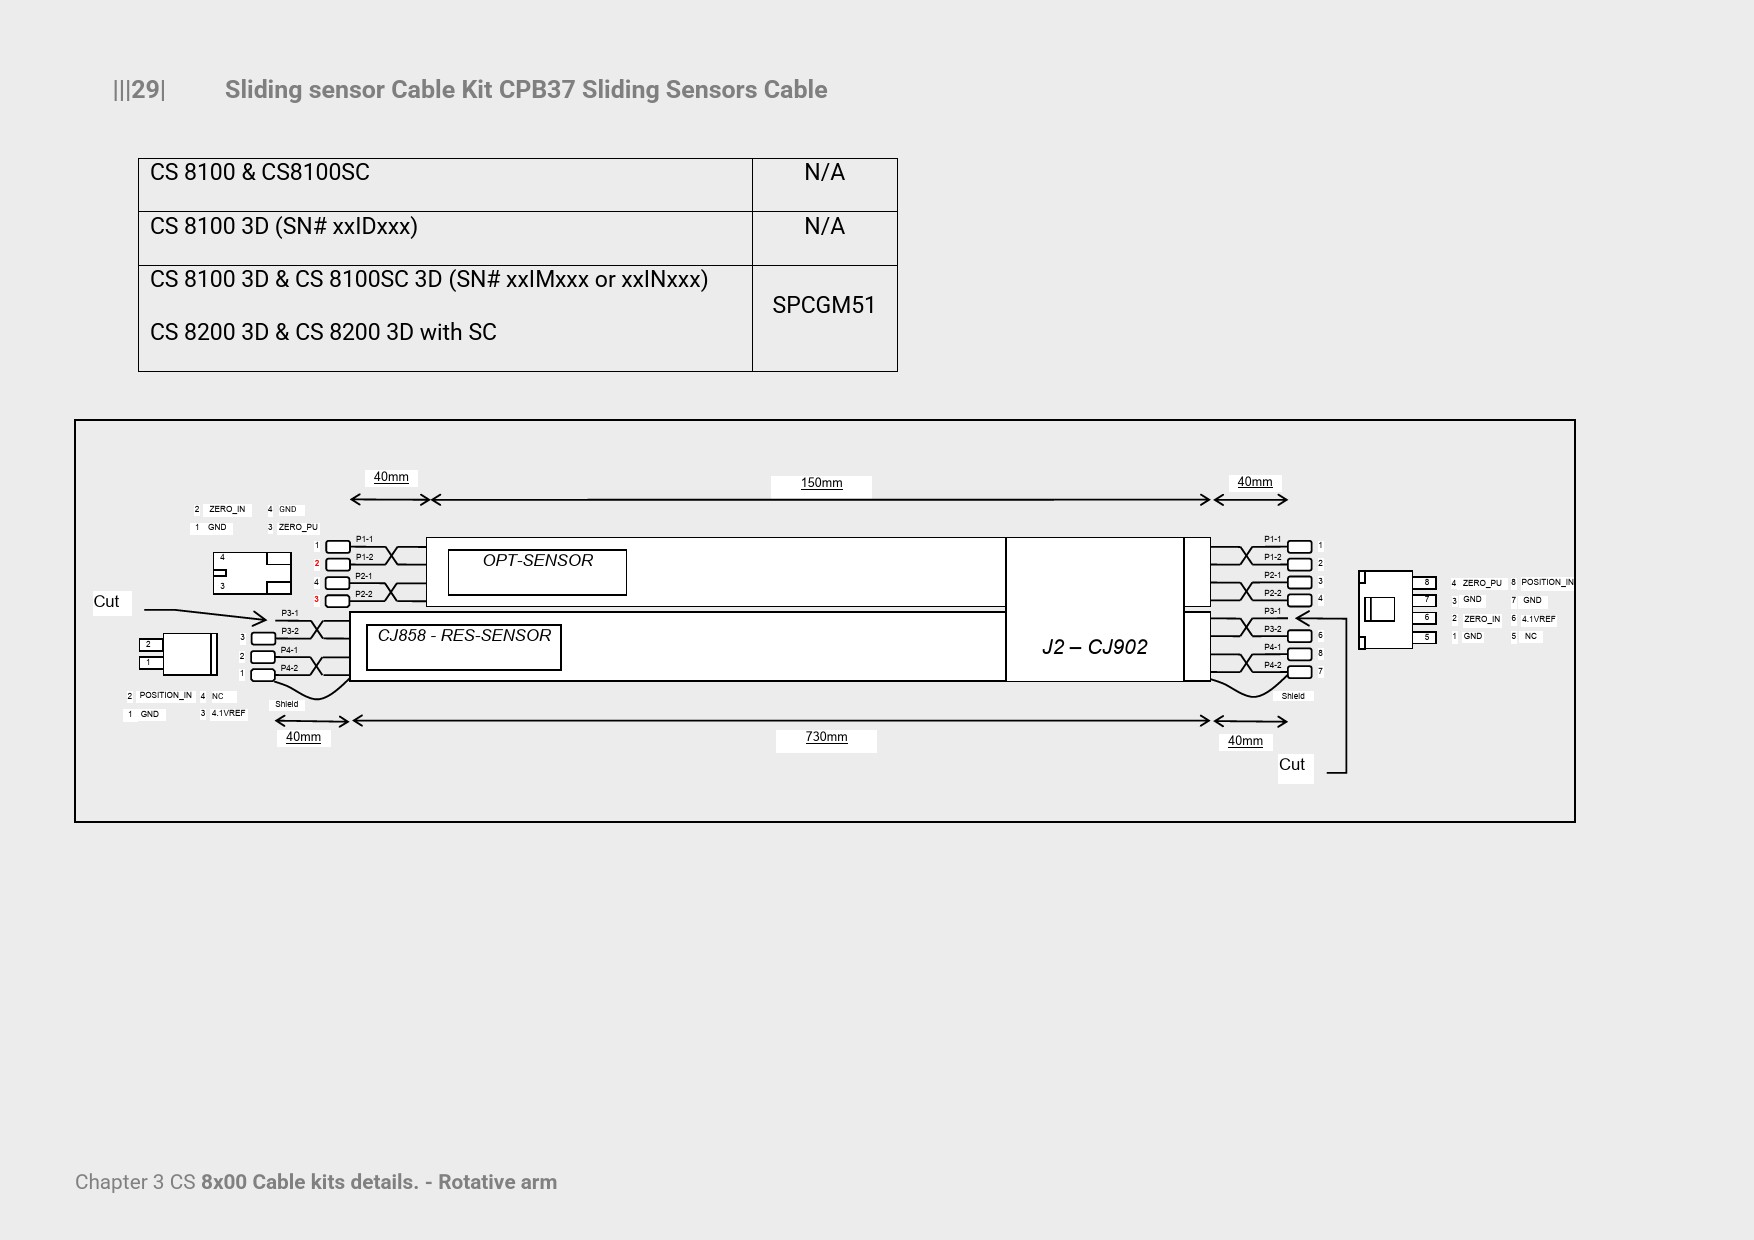 |||29| Sliding sensor Cable Kit CPB37 Sliding Sensors Cable
CS 8100 & CS8100SC N/A
CS 8100 3D (SN# xxIDxxx) N/A
CS 8100 3D & CS 8100SC 3D (SN# xxIMxxx or xxINxxx)
SPCGM51
CS 8200 3D & CS 8200 3D with SC
40mm 150mm 40mm
2 ZERO_IN 4 GND
1 GND 3 ZERO_PU
4
3
1 P1-1
2 P1-2
4 P2-1
3 P2-2
OPT-SENSOR
Cut
P3-1
3 P3-2
2 P4-1
1 P4-2
2
1
CJ858 - RES-SENSOR
J2 – CJ902
2 POSITION_IN 4 NC
1 GND 3 4.1VREF
Shield
P1-1 1
P1-2 2
P2-1 3
P2-2 4
P3-1
P3-2 6
P4-1 8
P4-2 7
Shield
8
7
6
5
4 ZERO_PU 8 POSITION_IN
3 GND 7 GND
2 ZERO_IN 6 4.1VREF
1 GND 5 NC
40mm 730mm 40mm
Cut
Chapter 3 CS 8x00 Cable kits details. - Rotative arm